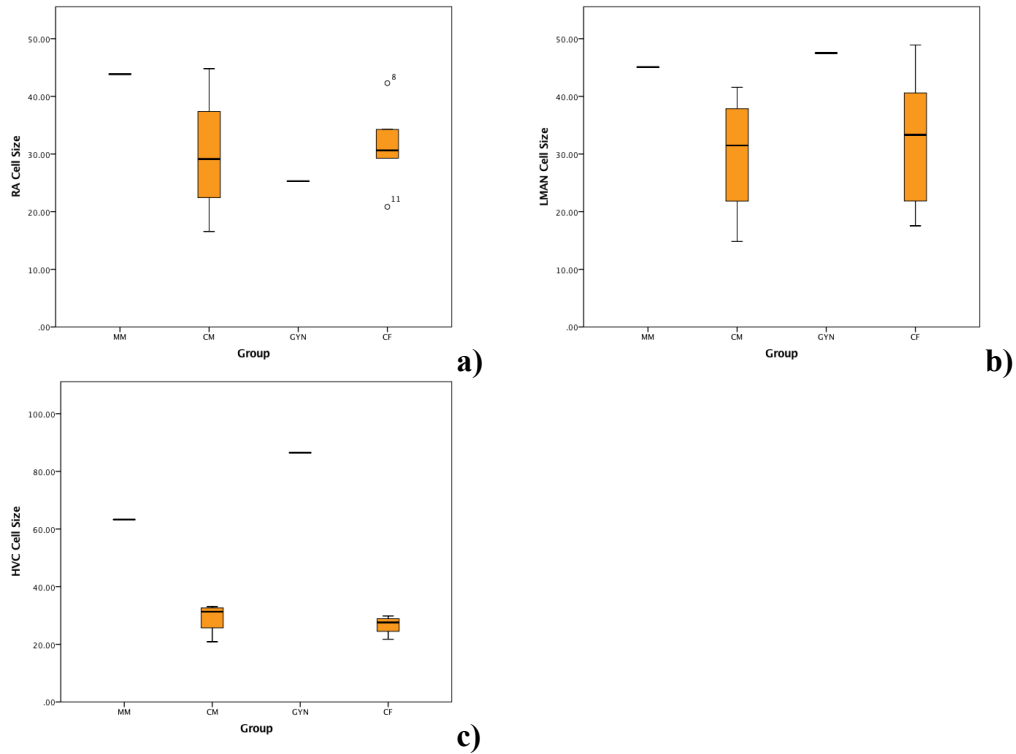 50.00
40.00
30.00
20.00
10.00
.00
RA Cell Size
8
11
MM CM GYN CF
Group
a)
50.00
40.00
30.00
20.00
10.00
.00
LMAN Cell Size
MM CM GYN CF
Group
b)
100.00
80.00
60.00
40.00
20.00
.00
HVC Cell Size
MM CM GYN CF
Group
c)